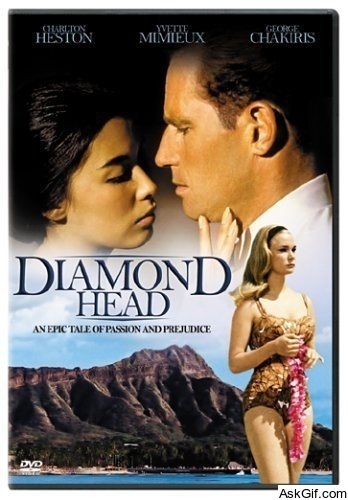 CHARLTON HESTON
YVETTE MIMIEUX
GEORGE CHAKIRIS
DIAMOND
HEAD
AN EPIC TALE OF PASSION AND PREJUDICE
DVD
AskGif.com